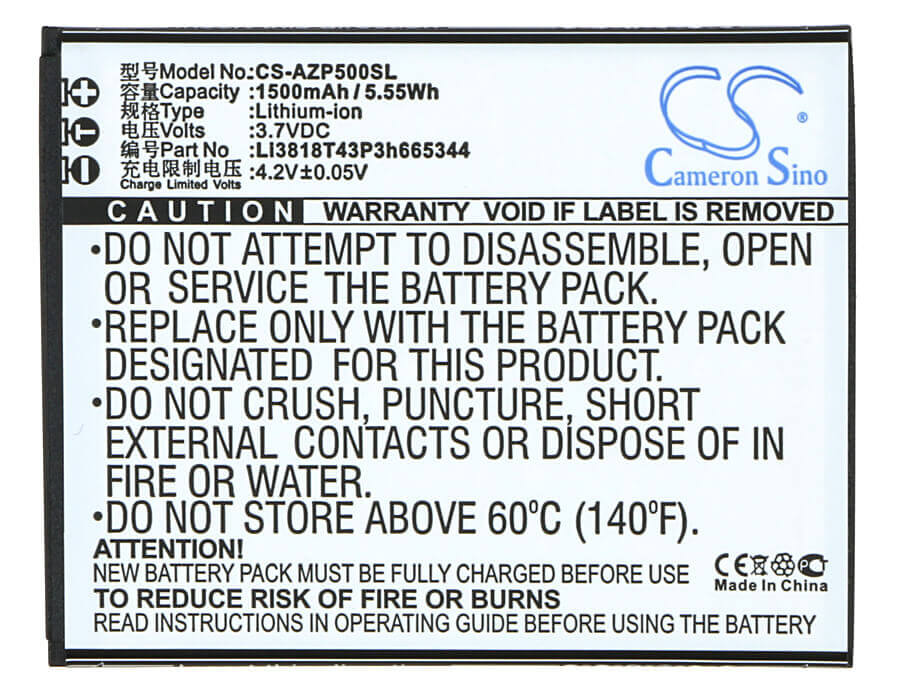 型号Model No.:CS-AZP500SL
容量Capacity :1500mAh / 5.55Wh
规格Type :Lithium-ion
电压Volts :3.7VDC
Part No. :Li3818T43P3h665344
充电限制电压 :4.2V±0.05V
Charge Limited Volts
Cameron Sino
CAUTION WARRANTY VOID IF LABEL IS REMOVED
•DO NOT ATTEMPT TO DISASSEMBLE, OPEN
OR SERVICE THE BATTERY PACK.
•REPLACE ONLY WITH THE BATTERY PACK
DESIGNATED FOR THIS PRODUCT.
•DO NOT CRUSH, PUNCTURE, SHORT
EXTERNAL CONTACTS OR DISPOSE OF IN
FIRE OR WATER.
•DO NOT STORE ABOVE 60°C (140°F).
ATTENTION!
NEW BATTERY PACK MUST BE FULLY CHARGED BEFORE USE
TO REDUCE RISK OF FIRE OR BURNS
READ INSTRUCTIONS IN OPERATING GUIDE BEFORE USING THE BATTERY
CE
Made In China